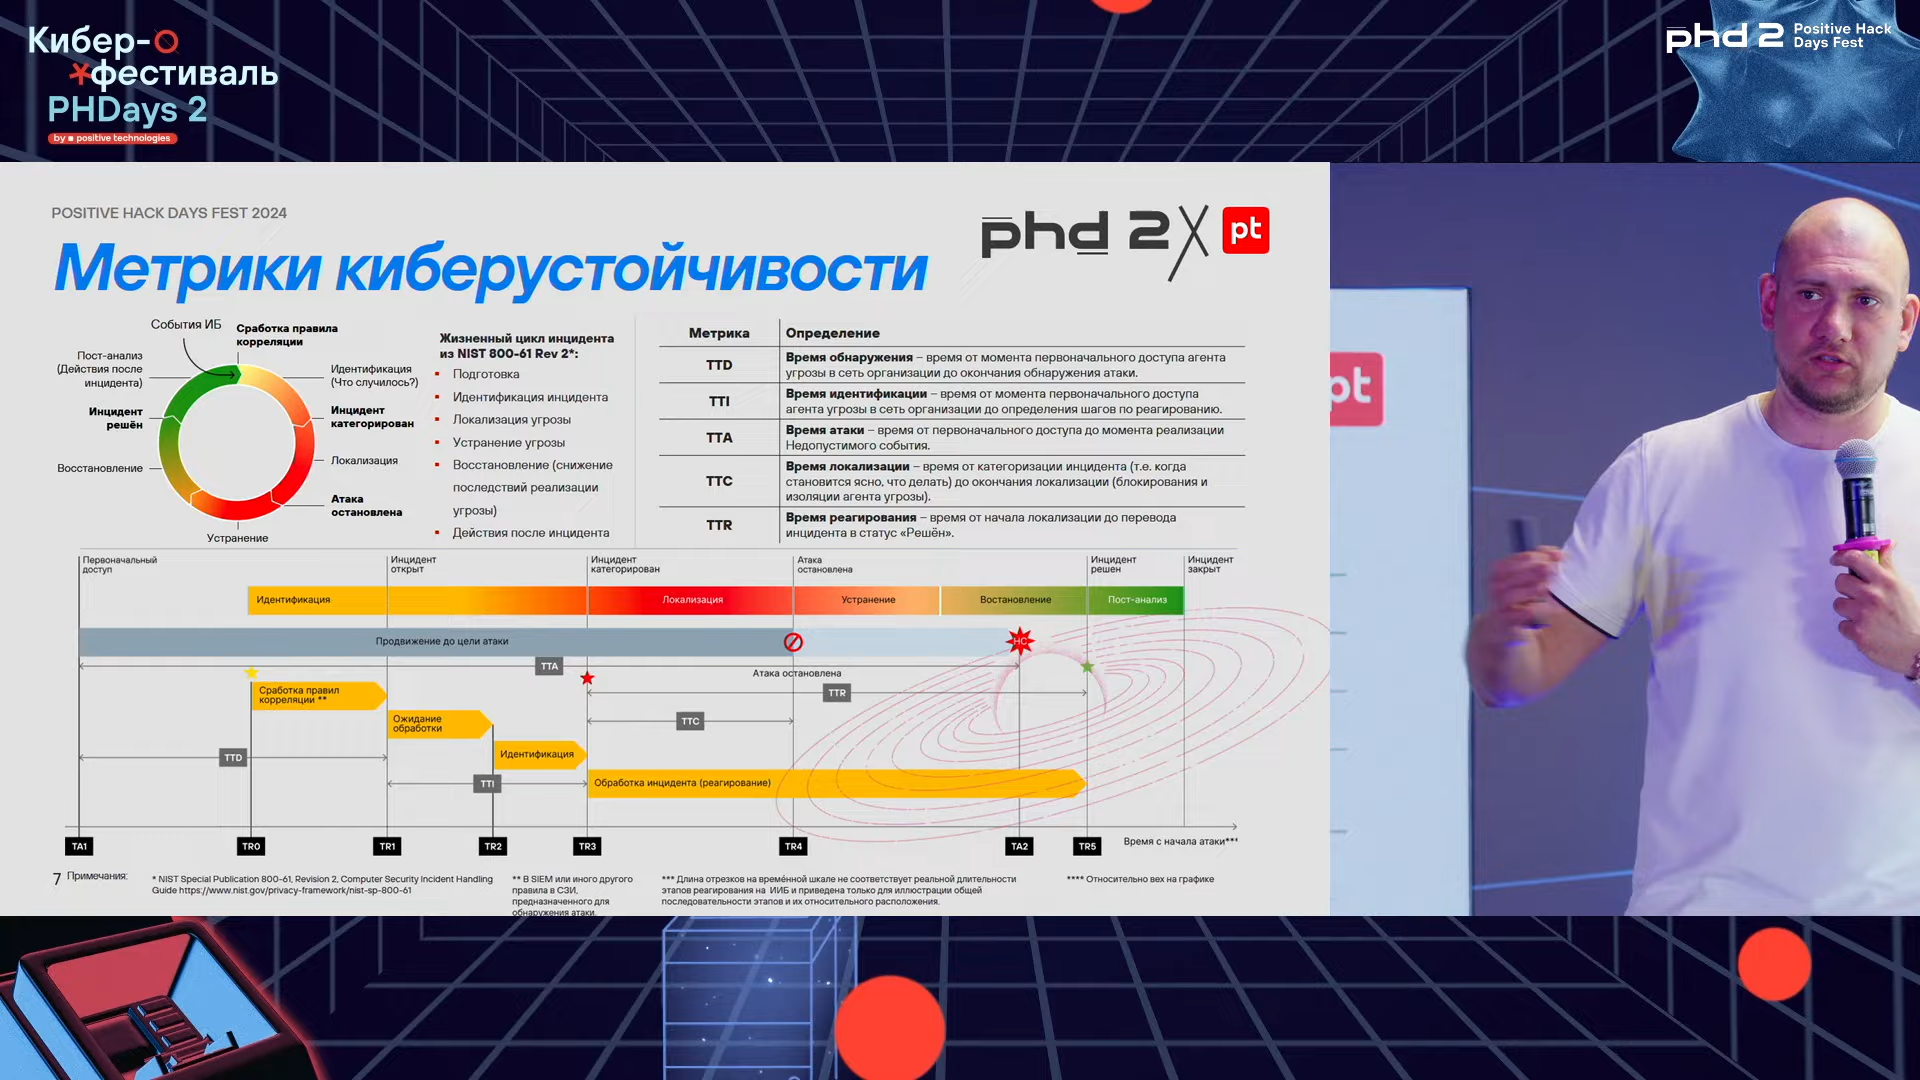 Кибер-
фестиваль
PHDays 2
by positive technologies
phd 2 Positive Hack
Days Fest
POSITIVE HACK DAYS FEST 2024
phd 2 pt
Метрики киберустойчивости
События ИБ
Сработка правила
корреляции
Пост-анализ
(Действия после
инцидента)
Идентификация
(Что случилось?)
Инцидент
решён
Инцидент
категорирован
Восстановление
Локализация
Атака
остановлена
Устранение
Жизненный цикл инцидента
из NIST 800-61 Rev 2*:
Подготовка
Идентификация инцидента
Локализация угрозы
Устранение угрозы
Восстановление (снижение
последствий реализации
угрозы)
Действия после инцидента
Метрика Определение
TTD Время обнаружения – время от момента первоначального доступа агента
угрозы в сеть организации до окончания обнаружения атаки.
TTI Время идентификации – время от момента первоначального доступа
агента угрозы в сеть организации до определения шагов по реагированию.
TTA Время атаки – время от первоначального доступа до момента реализации
Недопустимого события.
TTC Время локализации – время от категоризации инцидента (т.е. когда
становится ясно, что делать) до окончания локализации (блокирования и
изоляции агента угрозы).
TTR Время реагирования – время от начала локализации до перевода
инцидента в статус «Решён».
Первоначальный
доступ
Инцидент
открыт
Инцидент
категорирован
Атака
остановлена
Инцидент
решен
Инцидент
закрыт
Идентификация Локализация Устранение Востановление Пост-анализ
Продвижение до цели атаки НС
TTA
Атака остановлена
Сработка правил
корреляции **
TTR
Ожидание
обработки
TTC
Идентификация
TTD
TTI
Обработка инцидента (реагирование)
TA1 TR0 TR1 TR2 TR3 TR4 TA2 TR5 Время с начала атаки***
7 Примечания:
* NIST Special Publication 800-61, Revision 2, Computer Security Incident Handling
Guide https://www.nist.gov/privacy-framework/nist-sp-800-61
** В SIEM или иного другого
правила в СЗИ,
предназначенного для
обнаружения атаки.
*** Длина отрезков на времённой шкале не соответствует реальной длительности
этапов реагирования на ИИБ и приведена только для иллюстрации общей
последовательности этапов и их относительного расположения.
**** Относительно вех на графике
pt